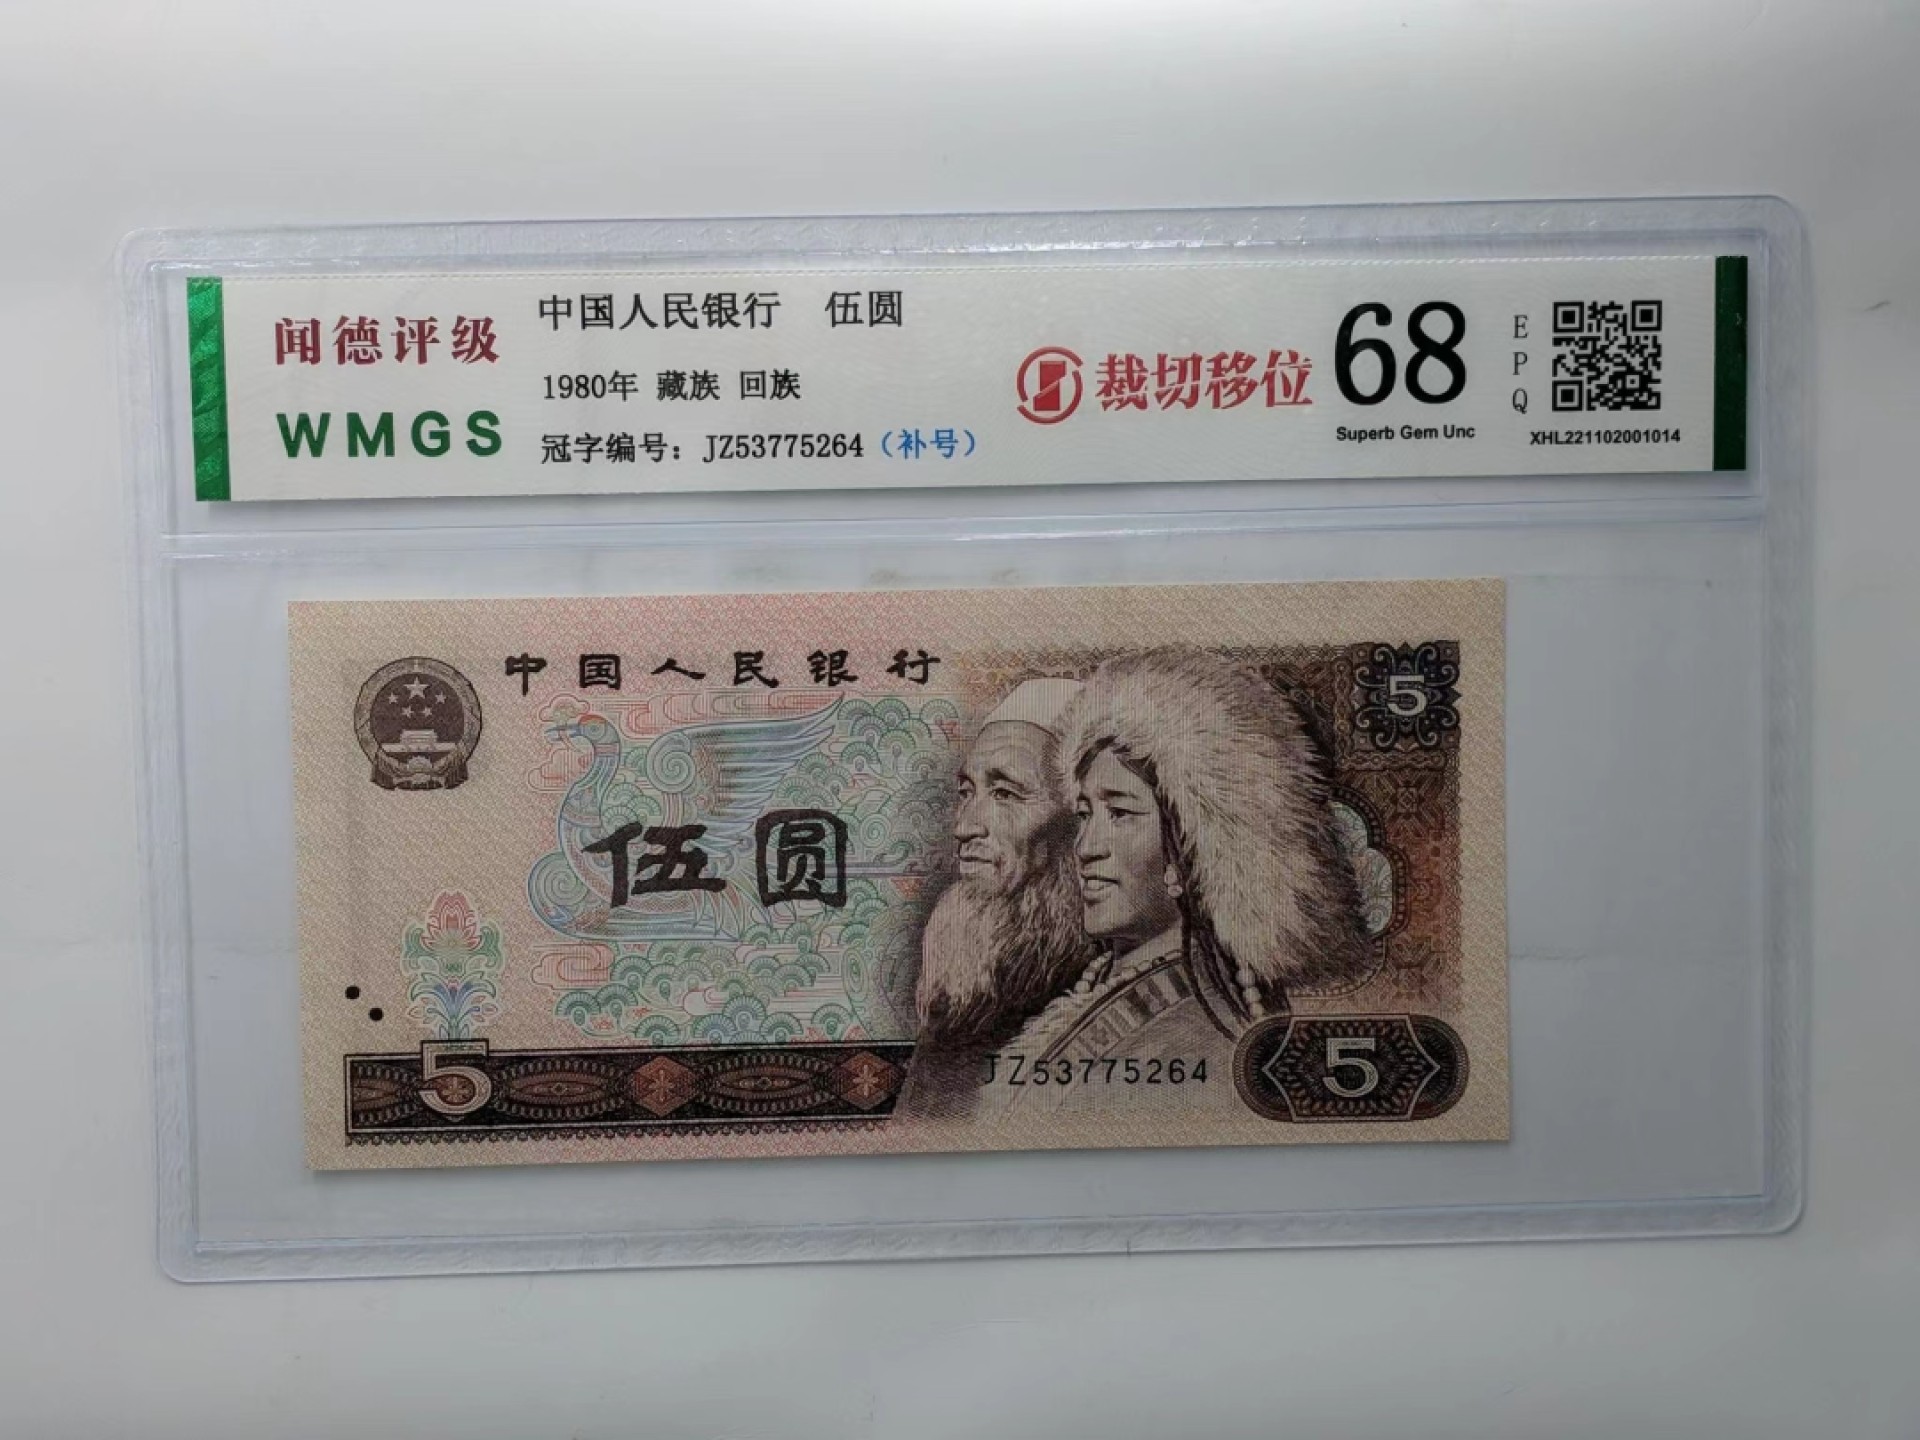 闻德评级
WMGS
中国人民银行 伍圆
1980年 藏族 回族
冠字编号：JZ53775264（补号）
裁切移位
68
Superb Gem Unc
EPQ
XHL221102001014
中国人民银行
5
伍圆
5
JZ53775264
5